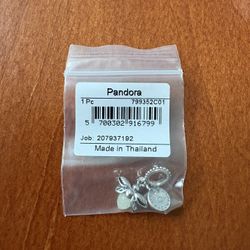 Pandora
1 Pc 799352C01
5 700302 916799
Job: 207937192
Made in Thailand